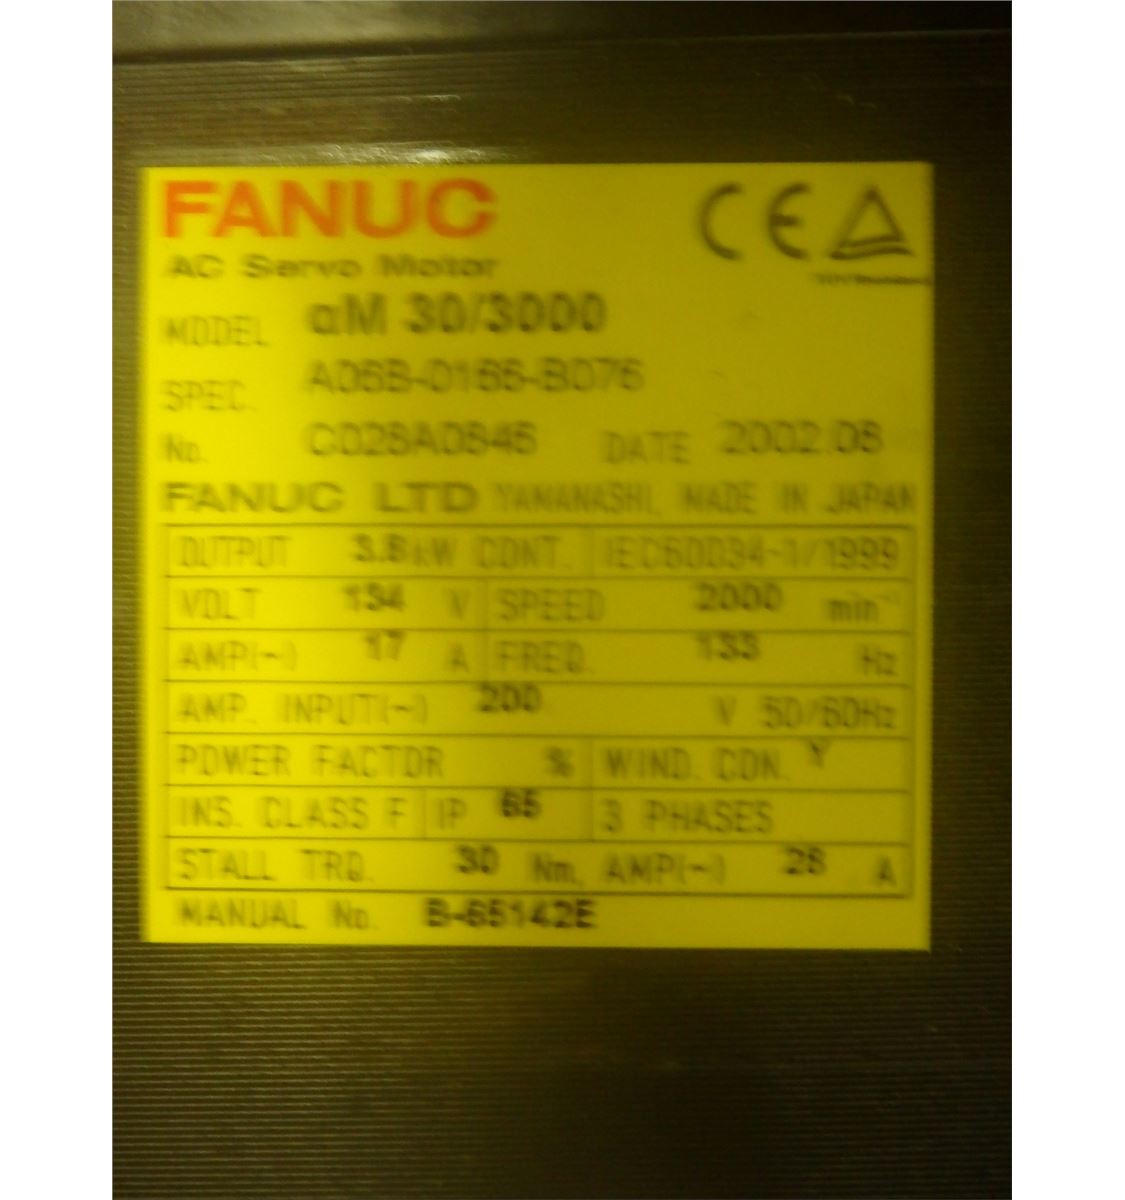 FANUC
CE
AC Servo Motor
MODEL αM 30/3000
SPEC. A06B-0166-B076
No. C028A0846 DATE 2002.08
FANUC LTD YAMANASHI, MADE IN JAPAN
OUTPUT 3.8 kW CONT. IEC60034-1/1999
VOLT 134 V SPEED 2000 min⁻¹
AMP(~) 17 A FREQ. 133 Hz
AMP. INPUT(~) 200 V 50/60Hz
POWER FACTOR % WIND. CON. Y
INS. CLASS F IP 65 3 PHASES
STALL TRQ. 30 Nm, AMP(~) 28 A
MANUAL No. B-65142E